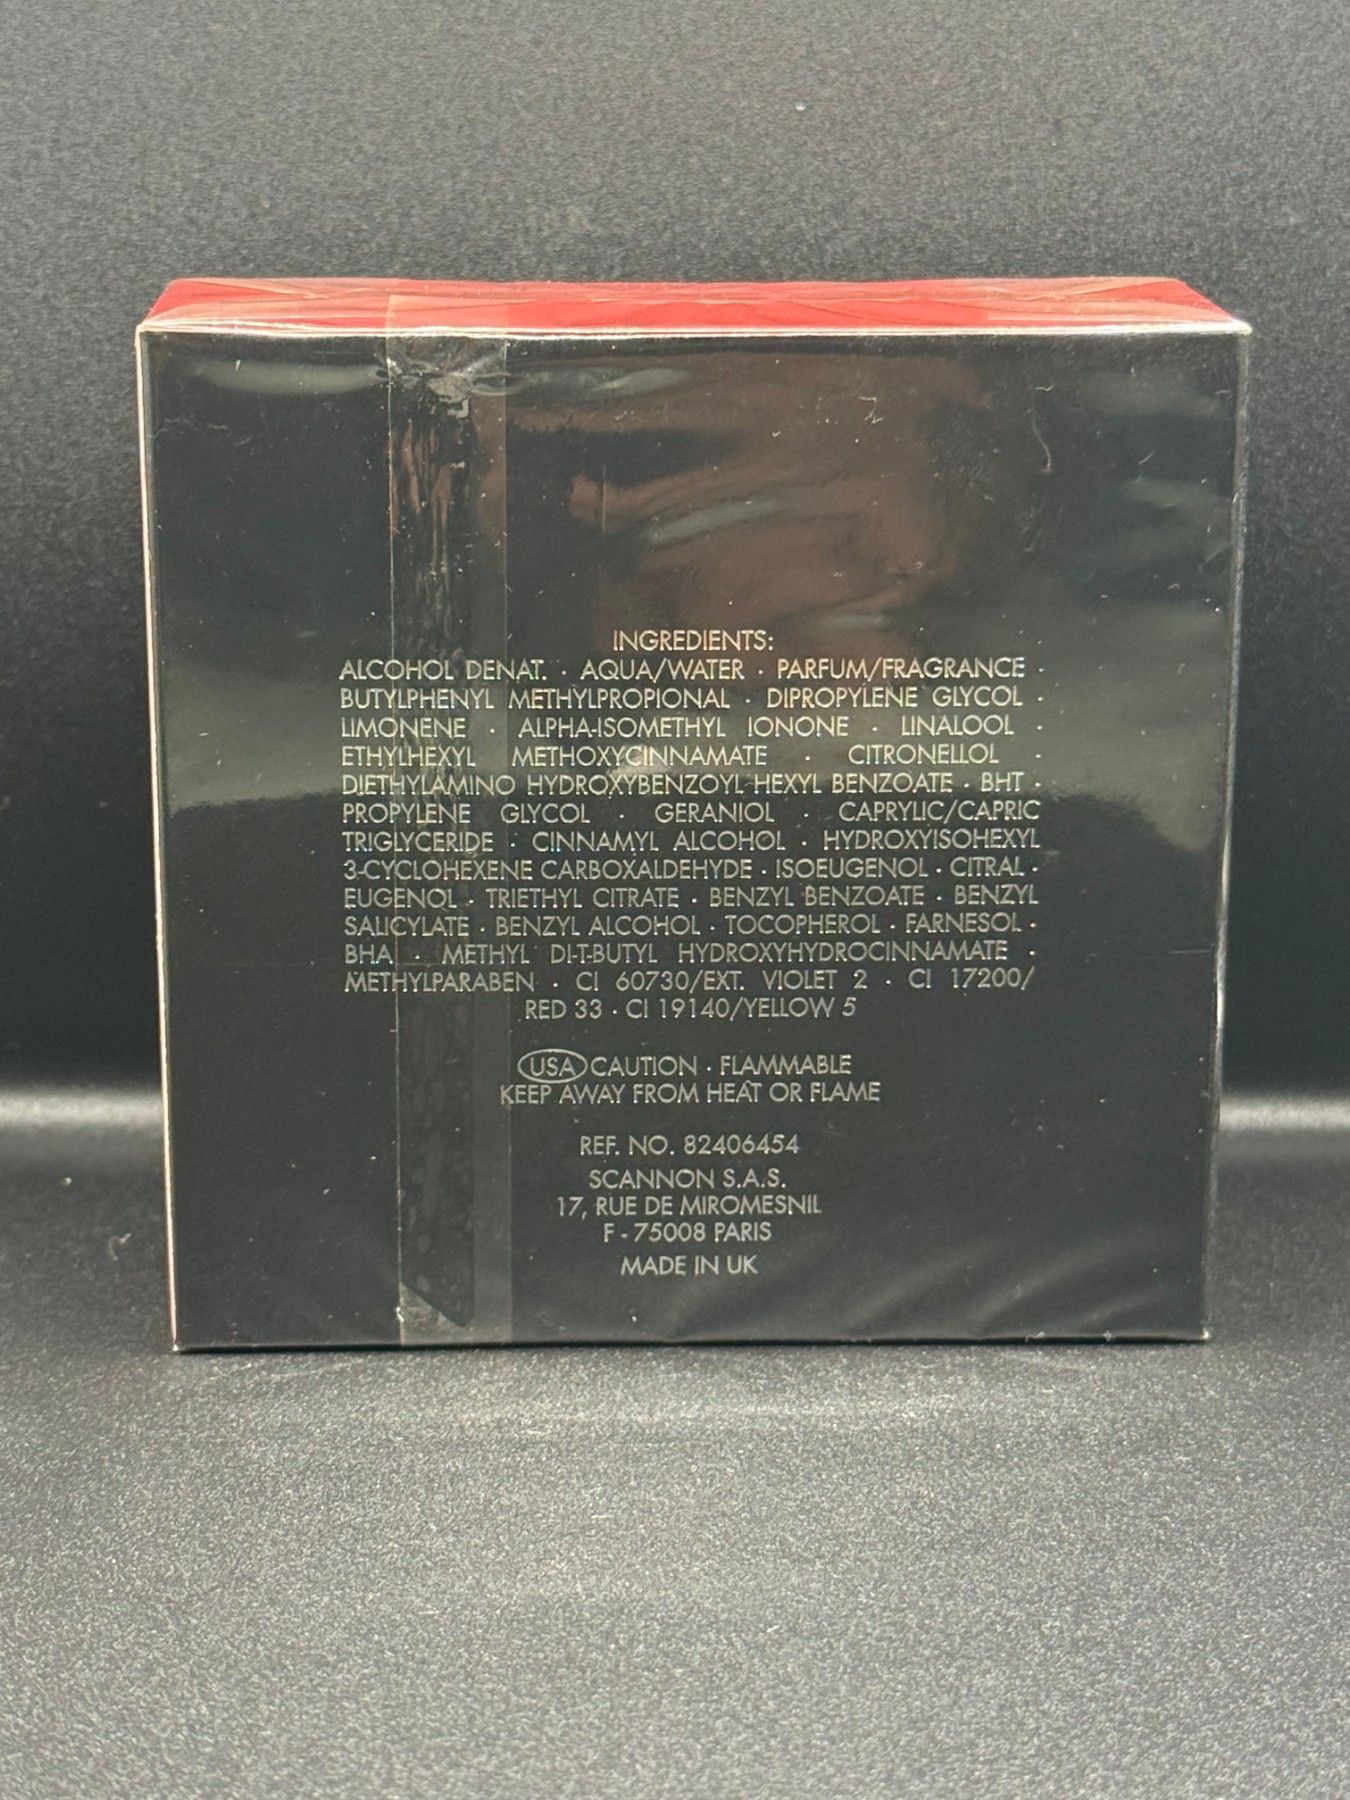 INGREDIENTS:
ALCOHOL DENAT. · AQUA/WATER · PARFUM/FRAGRANCE ·
BUTYLPHENYL METHYLPROPIONAL · DIPROPYLENE GLYCOL ·
LIMONENE · ALPHA-ISOMETHYL IONONE · LINALOOL ·
ETHYLHEXYL METHOXYCINNAMATE · CITRONELLOL ·
DIETHYLAMINO HYDROXYBENZOYL HEXYL BENZOATE · BHT ·
PROPYLENE GLYCOL · GERANIOL · CAPRYLIC/CAPRIC
TRIGLYCERIDE · CINNAMYL ALCOHOL · HYDROXYISOHEXYL
3-CYCLOHEXENE CARBOXALDEHYDE · ISOEUGENOL · CITRAL ·
EUGENOL · TRIETHYL CITRATE · BENZYL BENZOATE · BENZYL
SALICYLATE · BENZYL ALCOHOL · TOCOPHEROL · FARNESOL ·
BHA · METHYL DI-T-BUTYL HYDROXYHYDROCINNAMATE ·
METHYLPARABEN · CI 60730/EXT. VIOLET 2 · CI 17200/
RED 33 · CI 19140/YELLOW 5
USA CAUTION · FLAMMABLE
KEEP AWAY FROM HEAT OR FLAME
REF. NO. 82406454
SCANNON S.A.S.
17, RUE DE MIROMESNIL
F - 75008 PARIS
MADE IN UK